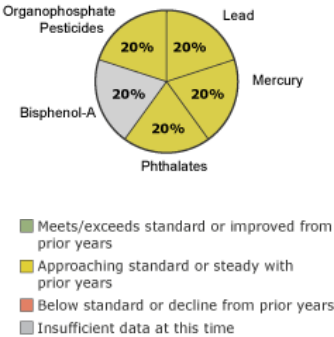 Organophosphate
Pesticides
Lead
20%
20%
Mercury
20%
20%
Bisphenol-A
20%
Phthalates
Meets/exceeds standard or improved from
prior years
Approaching standard or steady with
prior years
Below standard or decline from prior years
Insufficient data at this time